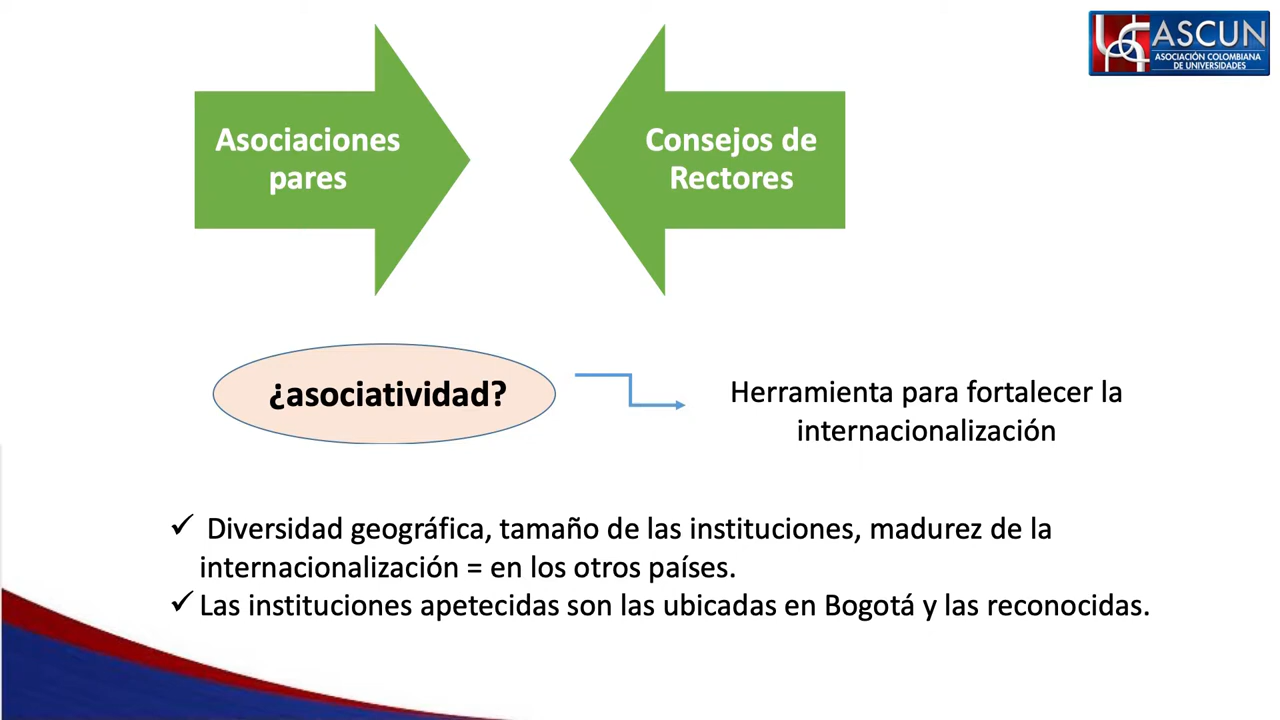 ASCUN
ASOCIACIÓN COLOMBIANA
DE UNIVERSIDADES
Asociaciones
pares
Consejos de
Rectores
¿asociatividad?
Herramienta para fortalecer la
internacionalización
✓ Diversidad geográfica, tamaño de las instituciones, madurez de la
internacionalización = en los otros países.
✓ Las instituciones apetecidas son las ubicadas en Bogotá y las reconocidas.